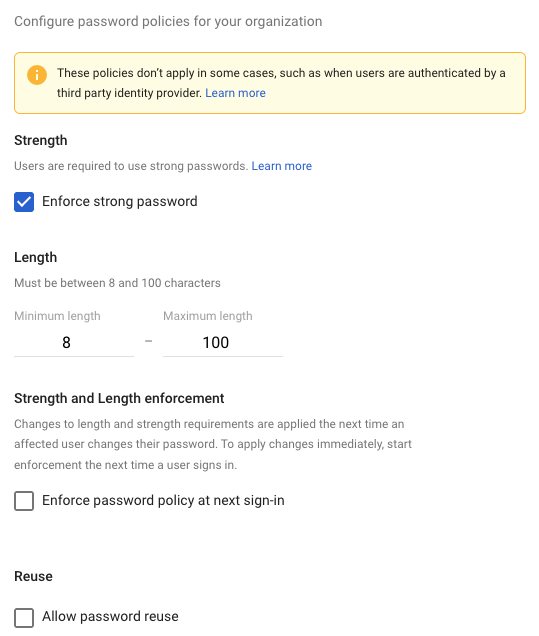 Configure password policies for your organization
These policies don't apply in some cases, such as when users are authenticated by a
third party identity provider. Learn more
Strength
Users are required to use strong passwords. Learn more
Enforce strong password
Length
Must be between 8 and 100 characters
Minimum length Maximum length
8 – 100
Strength and Length enforcement
Changes to length and strength requirements are applied the next time an
affected user changes their password. To apply changes immediately, start
enforcement the next time a user signs in.
Enforce password policy at next sign-in
Reuse
Allow password reuse